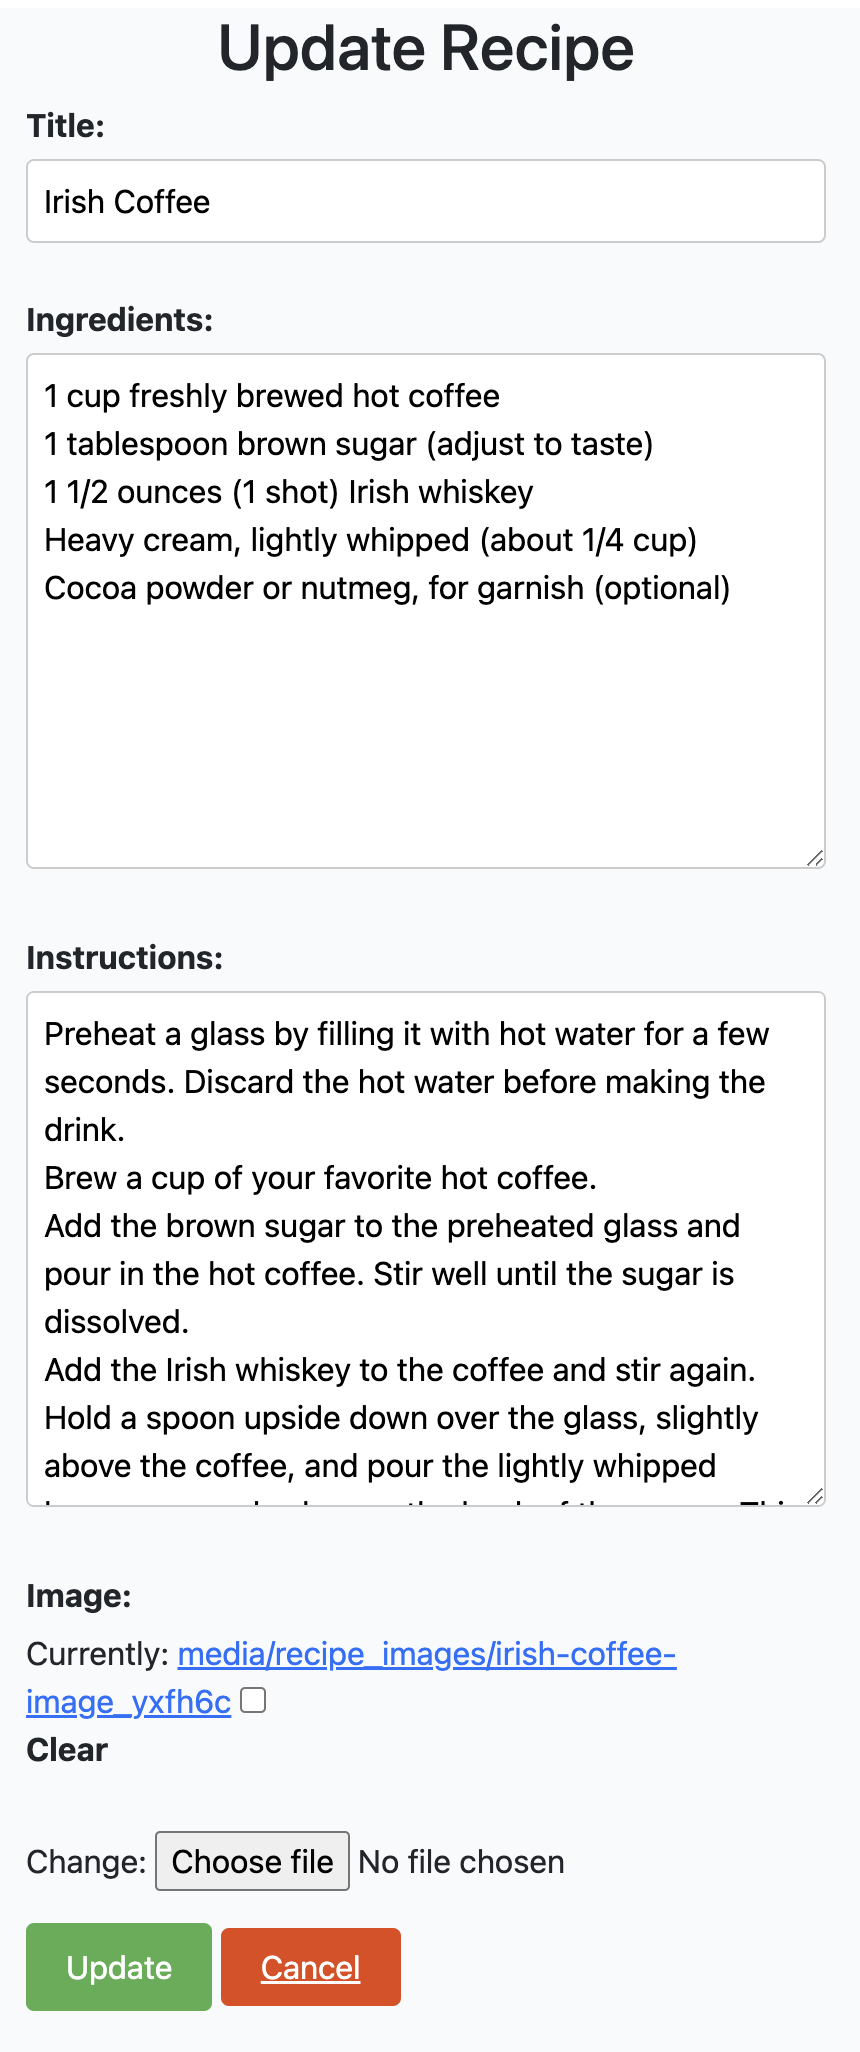 Update Recipe
Title:
Irish Coffee
Ingredients:
1 cup freshly brewed hot coffee
1 tablespoon brown sugar (adjust to taste)
1 1/2 ounces (1 shot) Irish whiskey
Heavy cream, lightly whipped (about 1/4 cup)
Cocoa powder or nutmeg, for garnish (optional)
Instructions:
Preheat a glass by filling it with hot water for a few
seconds. Discard the hot water before making the
drink.
Brew a cup of your favorite hot coffee.
Add the brown sugar to the preheated glass and
pour in the hot coffee. Stir well until the sugar is
dissolved.
Add the Irish whiskey to the coffee and stir again.
Hold a spoon upside down over the glass, slightly
above the coffee, and pour the lightly whipped
Image:
Currently: media/recipe_images/irish-coffee-
image_yxfh6c
Clear
Change: Choose file No file chosen
Update Cancel